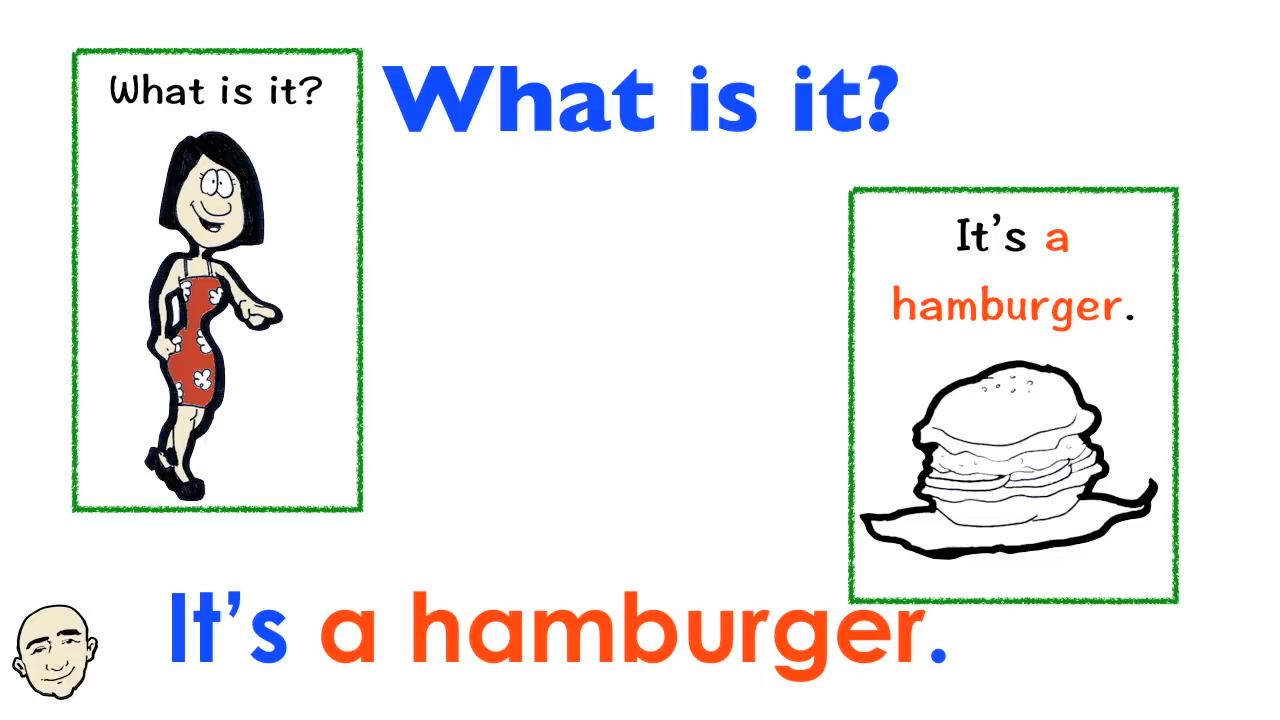 What is it?
What is it?
It's a
hamburger.
It's a hamburger.